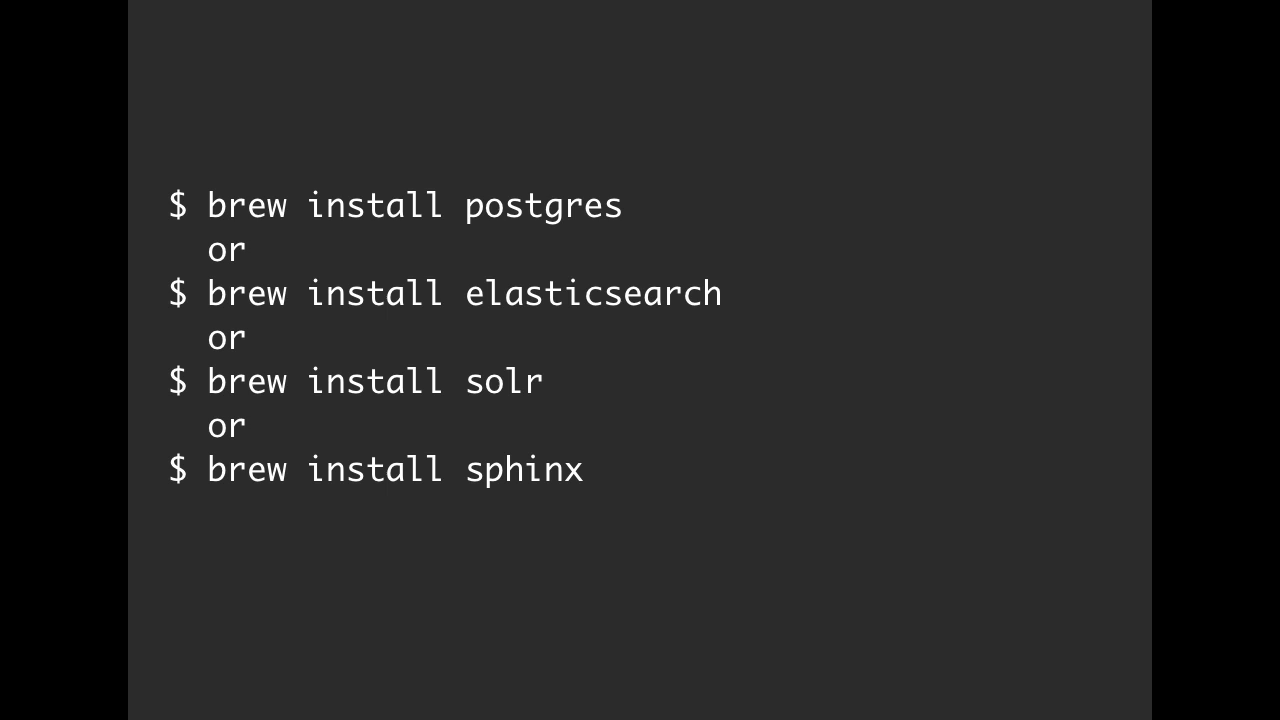 $ brew install postgres
or
$ brew install elasticsearch
or
$ brew install solr
or
$ brew install sphinx